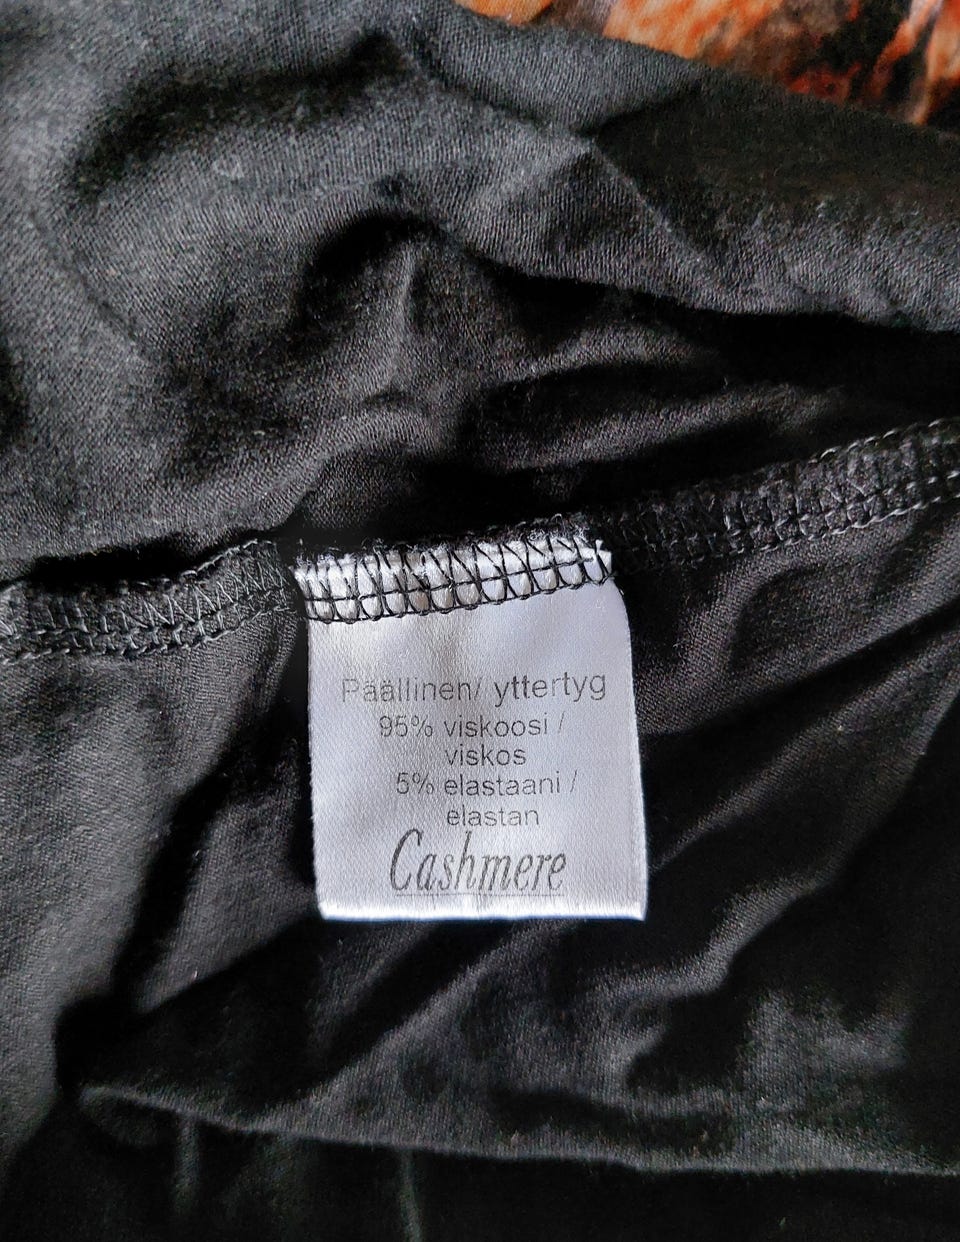 Päällinen/ yttertyg
95% viskoosi /
viskos
5% elastaani /
elastan
Cashmere